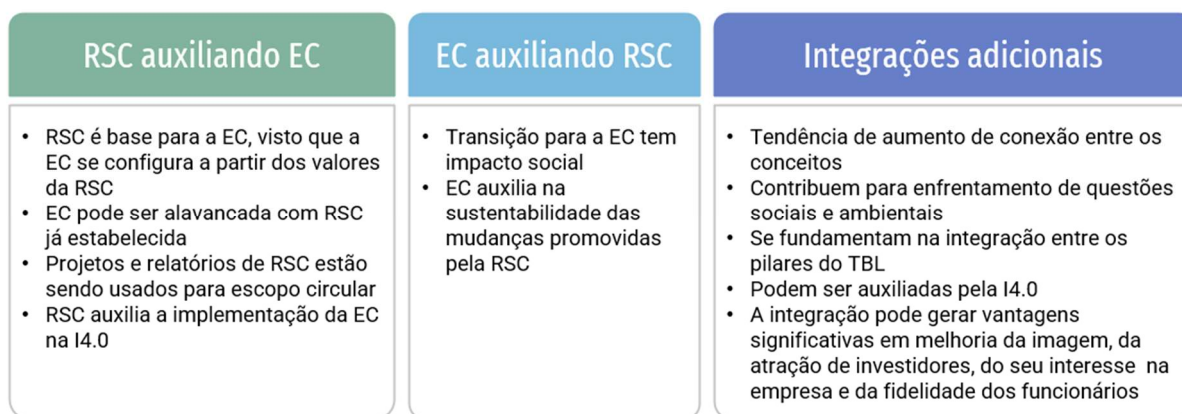 RSC auxiliando EC
• RSC é base para a EC, visto que a
EC se configura a partir dos valores
da RSC
• EC pode ser alavancada com RSC
já estabelecida
• Projetos e relatórios de RSC estão
sendo usados para escopo circular
• RSC auxilia a implementação da EC
na I4.0
EC auxiliando RSC
• Transição para a EC tem
impacto social
• EC auxilia na
sustentabilidade das
mudanças promovidas
pela RSC
Integrações adicionais
• Tendência de aumento de conexão entre os
conceitos
• Contribuem para enfrentamento de questões
sociais e ambientais
• Se fundamentam na integração entre os
pilares do TBL
• Podem ser auxiliadas pela I4.0
• A integração pode gerar vantagens
significativas em melhoria da imagem, da
atração de investidores, do seu interesse na
empresa e da fidelidade dos funcionários